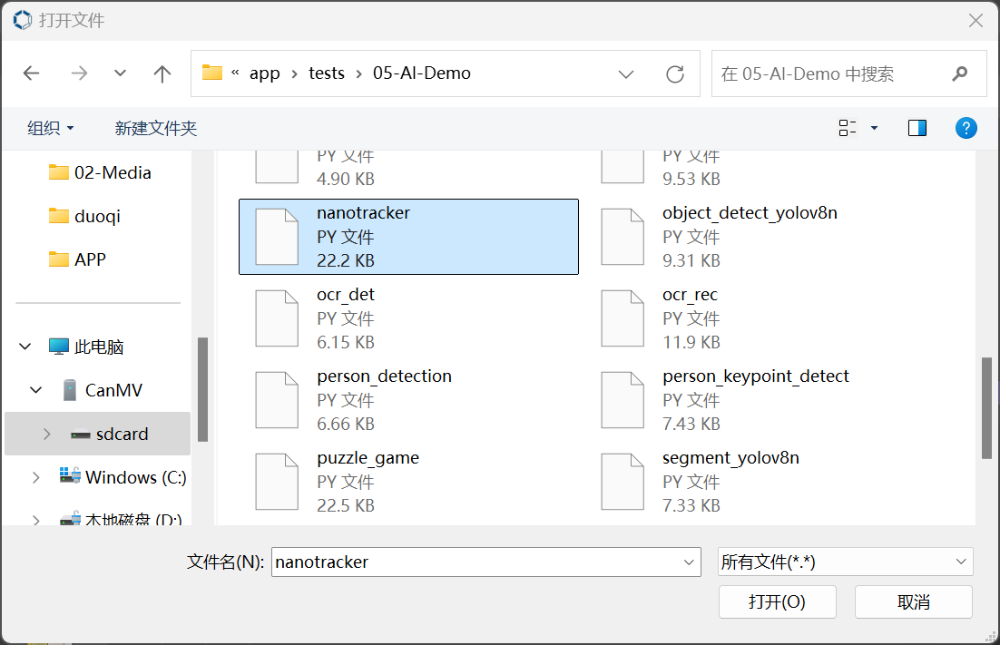 打开文件
« app › tests › 05-AI-Demo
在 05-AI-Demo 中搜索
组织
新建文件夹
02-Media
duoqi
APP
此电脑
CanMV
sdcard
Windows (C:)
本地磁盘 (D:)
PY 文件
4.90 KB
PY 文件
9.53 KB
nanotracker
PY 文件
22.2 KB
object_detect_yolov8n
PY 文件
9.31 KB
ocr_det
PY 文件
6.15 KB
ocr_rec
PY 文件
11.9 KB
person_detection
PY 文件
6.66 KB
person_keypoint_detect
PY 文件
7.43 KB
puzzle_game
PY 文件
22.5 KB
segment_yolov8n
PY 文件
7.33 KB
文件名(N):
nanotracker
所有文件(*.*)
打开(O)
取消